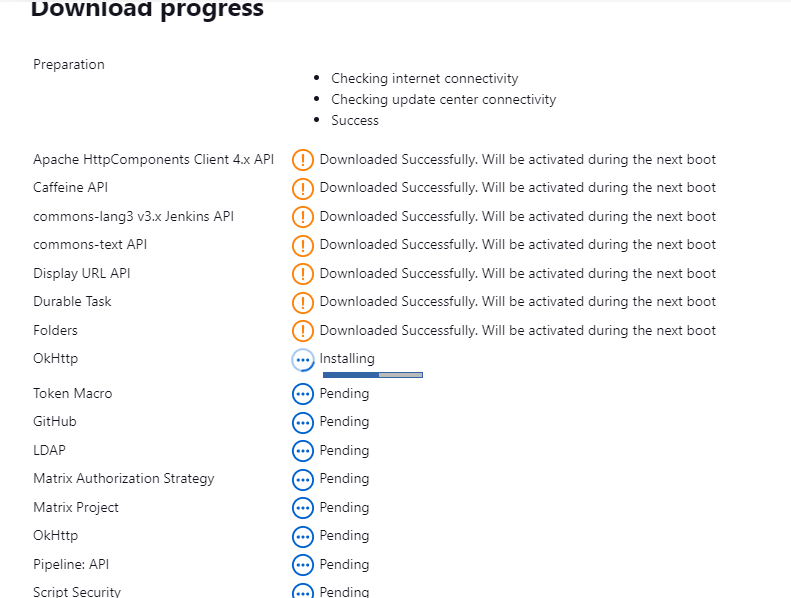 Download progress
Preparation
• Checking internet connectivity
• Checking update center connectivity
• Success
Apache HttpComponents Client 4.x API Downloaded Successfully. Will be activated during the next boot
Caffeine API Downloaded Successfully. Will be activated during the next boot
commons-lang3 v3.x Jenkins API Downloaded Successfully. Will be activated during the next boot
commons-text API Downloaded Successfully. Will be activated during the next boot
Display URL API Downloaded Successfully. Will be activated during the next boot
Durable Task Downloaded Successfully. Will be activated during the next boot
Folders Downloaded Successfully. Will be activated during the next boot
OkHttp Installing
Token Macro Pending
GitHub Pending
LDAP Pending
Matrix Authorization Strategy Pending
Matrix Project Pending
OkHttp Pending
Pipeline: API Pending
Script Security Pending